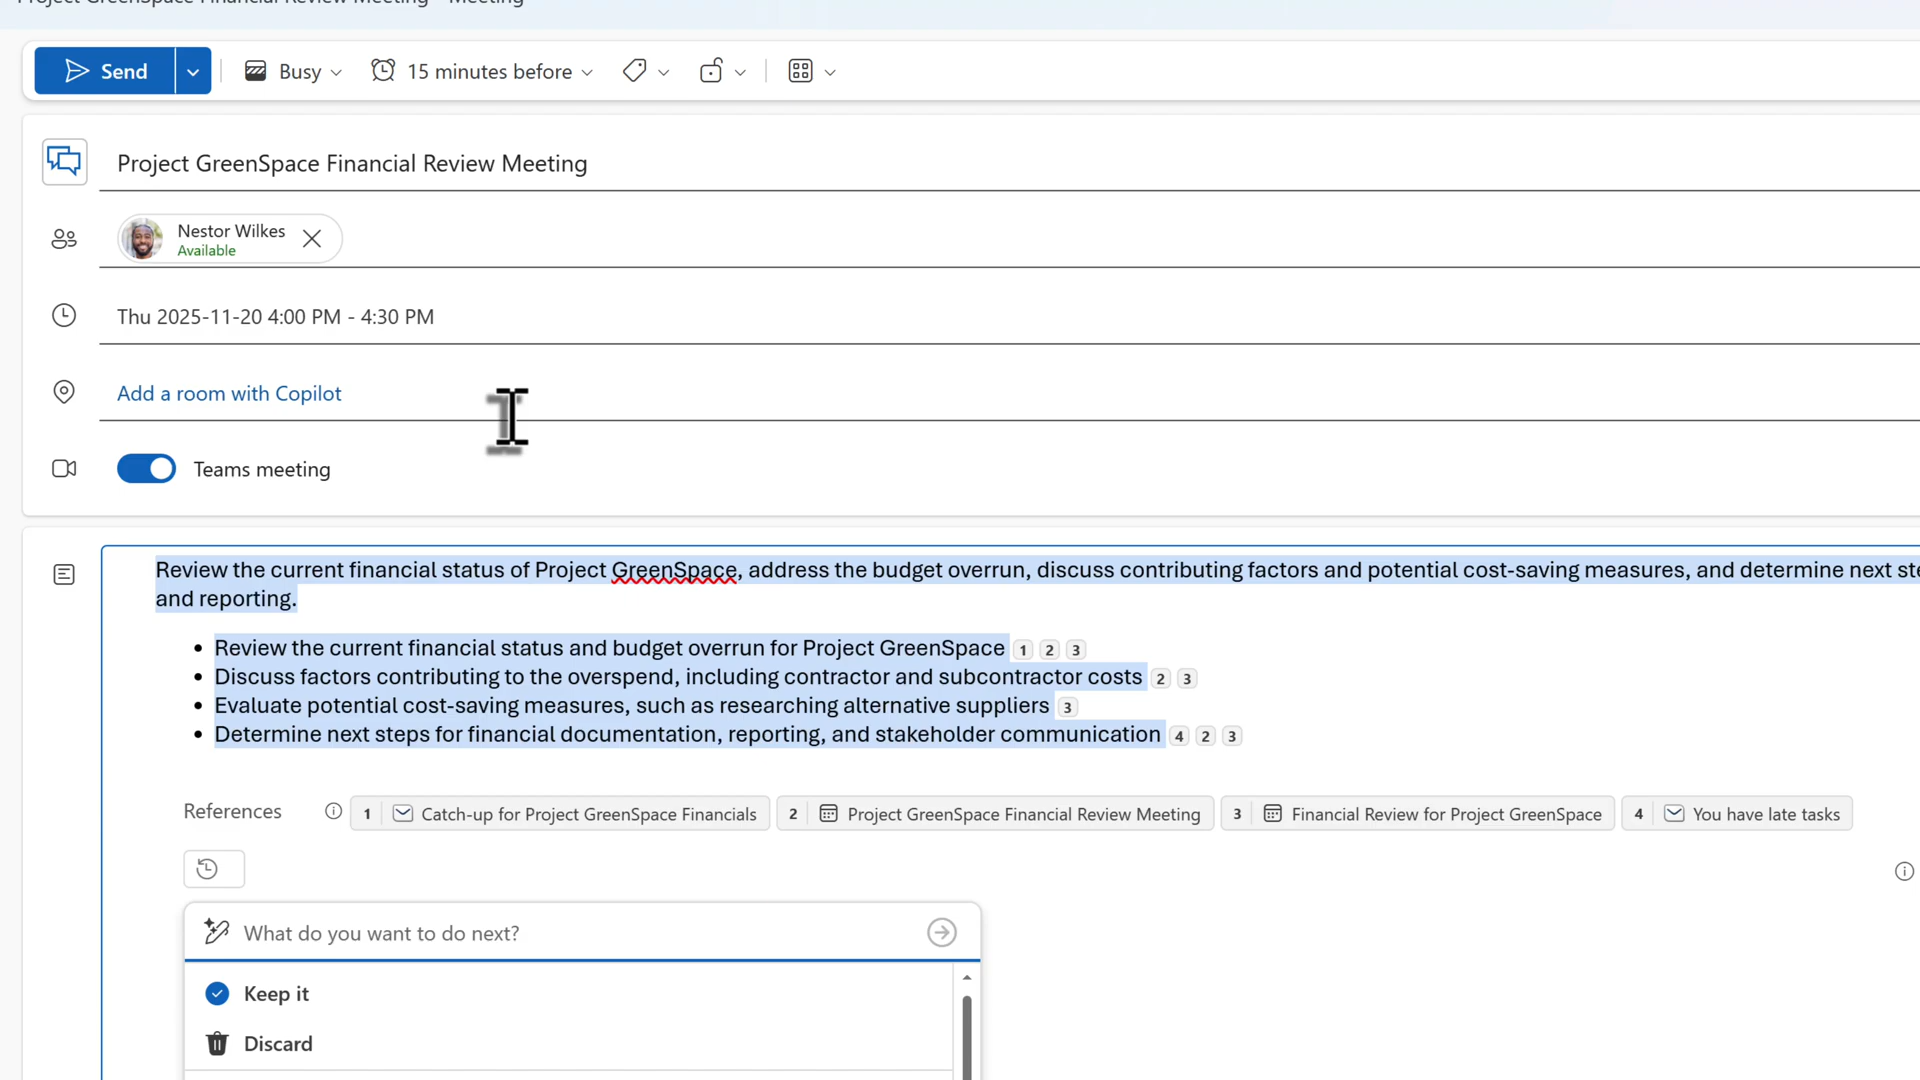 Project GreenSpace Financial Review Meeting - Meeting
Send
Busy
15 minutes before
Project GreenSpace Financial Review Meeting
Nestor Wilkes
Available
Thu 2025-11-20 4:00 PM - 4:30 PM
Add a room with Copilot
Teams meeting
Review the current financial status of Project GreenSpace, address the budget overrun, discuss contributing factors and potential cost-saving measures, and determine next ste
and reporting.
• Review the current financial status and budget overrun for Project GreenSpace 1 2 3
• Discuss factors contributing to the overspend, including contractor and subcontractor costs 2 3
• Evaluate potential cost-saving measures, such as researching alternative suppliers 3
• Determine next steps for financial documentation, reporting, and stakeholder communication 4 2 3
References 1 Catch-up for Project GreenSpace Financials 2 Project GreenSpace Financial Review Meeting 3 Financial Review for Project GreenSpace 4 You have late tasks
What do you want to do next?
Keep it
Discard